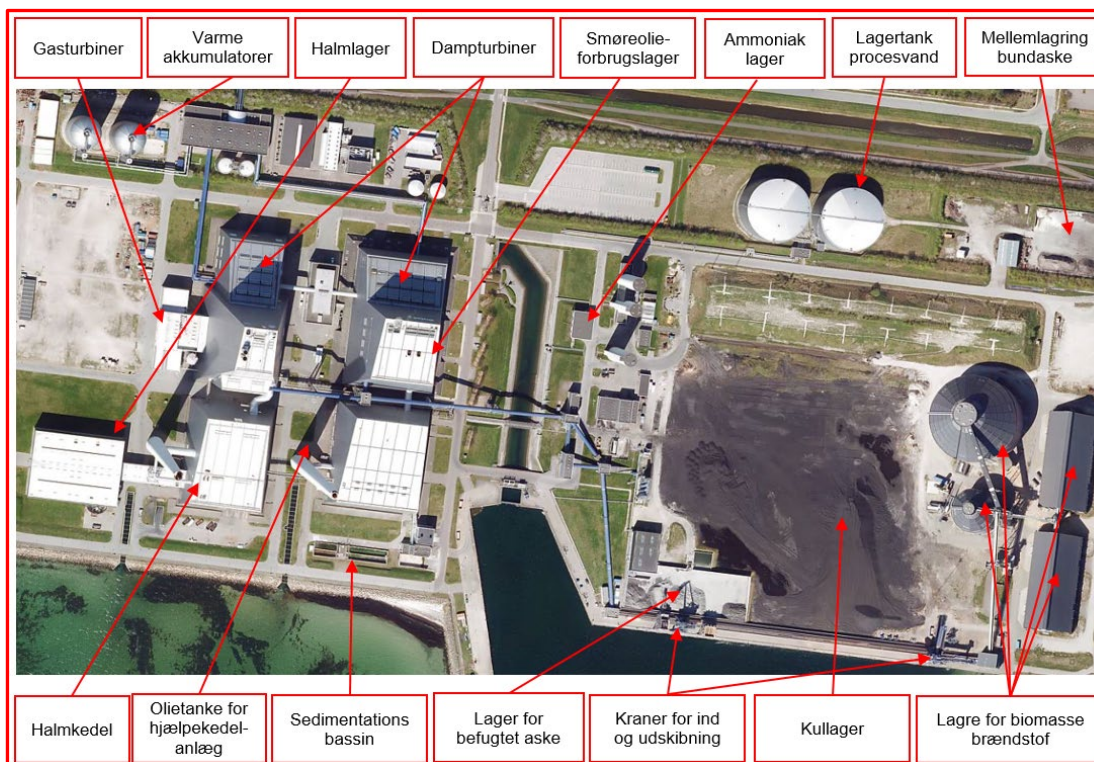 Gasturbiner
Varme
akkumulatorer
Halmlager
Dampturbiner
Smøreolie-
forbrugslager
Ammoniak
lager
Lagertank
procesvand
Mellemlagring
bundaske
Halmkedel
Olietanke for
hjælpekedel-
anlæg
Sedimentations
bassin
Lager for
befugtet aske
Kraner for ind
og udskibning
Kullager
Lagre for biomasse
brændstof